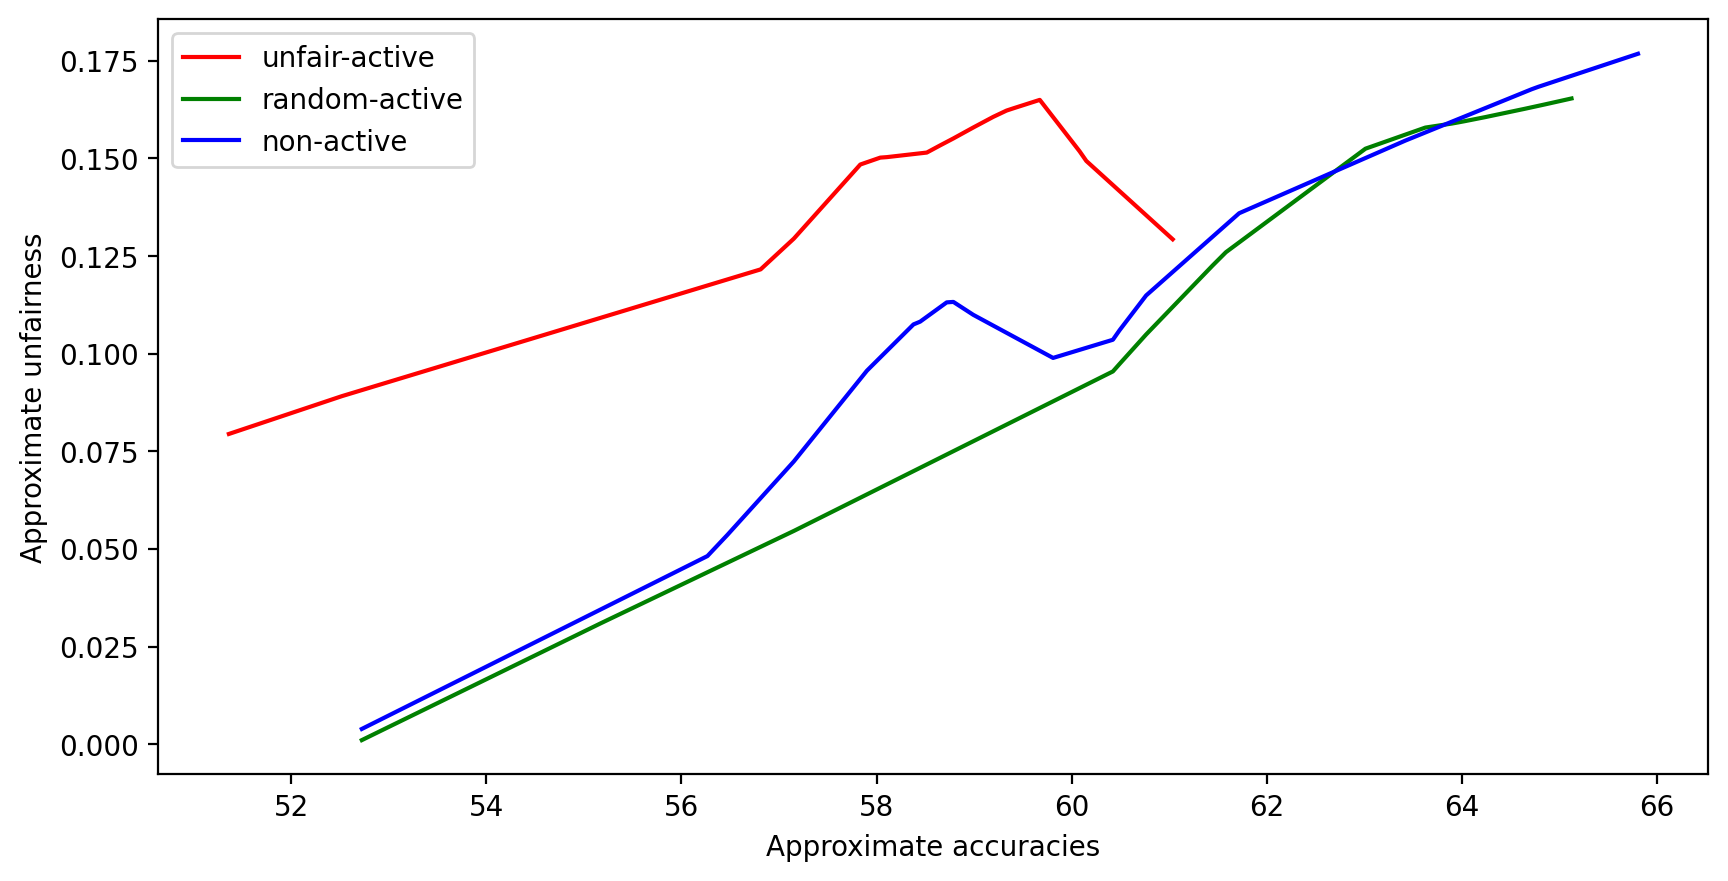 unfair-active
random-active
non-active
Approximate unfairness
0.175
0.150
0.125
0.100
0.075
0.050
0.025
0.000
52 54 56 58 60 62 64 66
Approximate accuracies